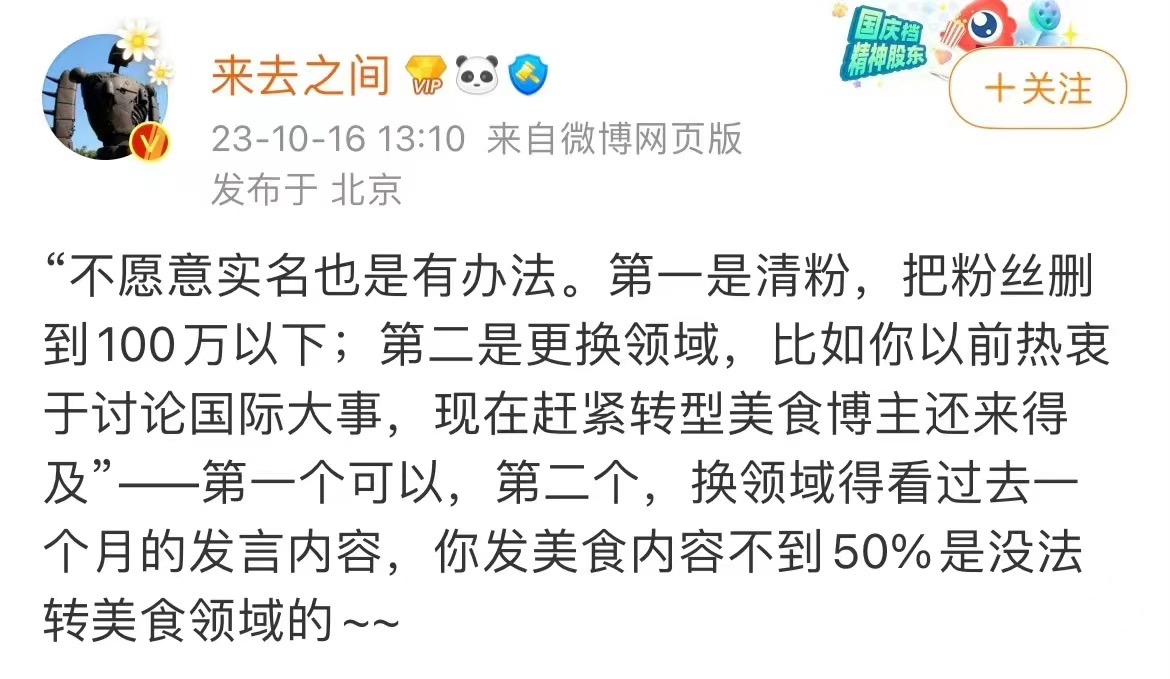 国庆档
精神股东
来去之间 VIP
+关注
23-10-16 13:10 来自微博网页版
发布于 北京
“不愿意实名也是有办法。第一是清粉，把粉丝删
到100万以下；第二是更换领域，比如你以前热衷
于讨论国际大事，现在赶紧转型美食博主还来得
及”——第一个可以，第二个，换领域得看过去一
个月的发言内容，你发美食内容不到50%是没法
转美食领域的~~